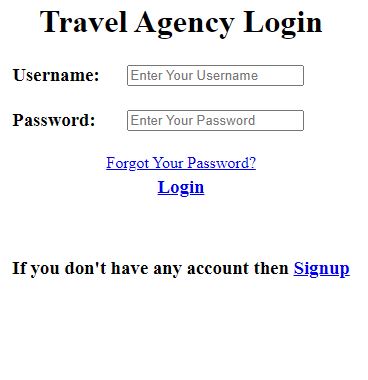 Travel Agency Login
Username: Enter Your Username
Password: Enter Your Password
Forgot Your Password?
Login
If you don't have any account then Signup